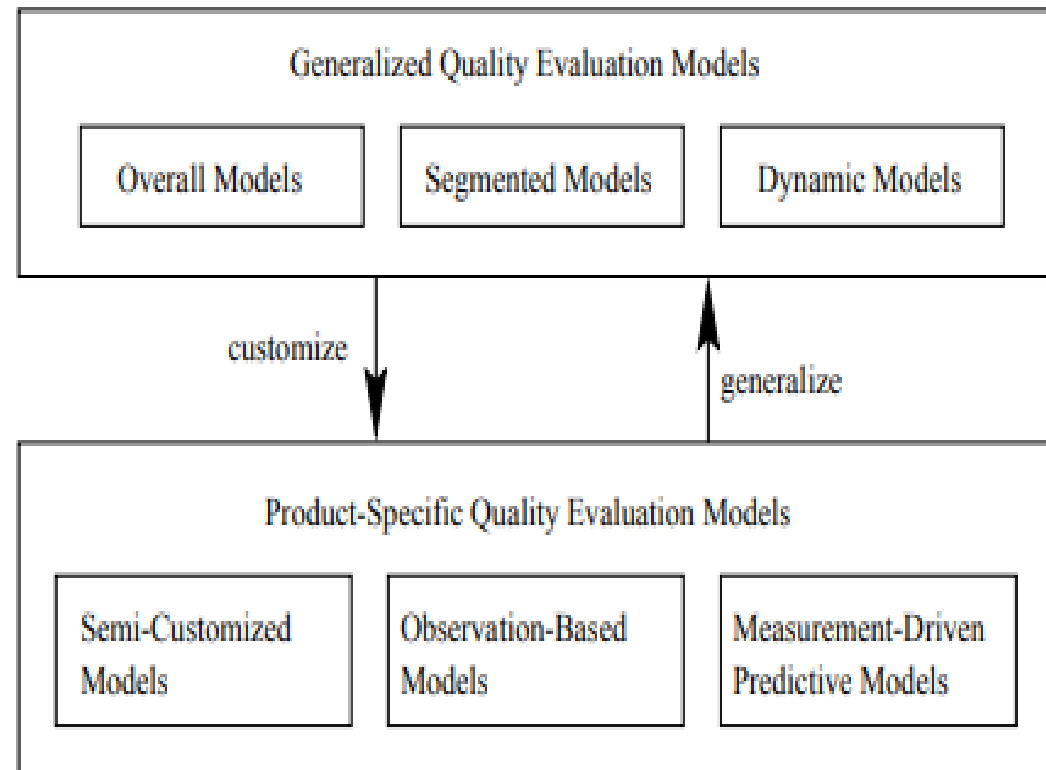 Generalized Quality Evaluation Models
Overall Models
Segmented Models
Dynamic Models
customize
generalize
Product-Specific Quality Evaluation Models
Semi-Customized
Models
Observation-Based
Models
Measurement-Driven
Predictive Models